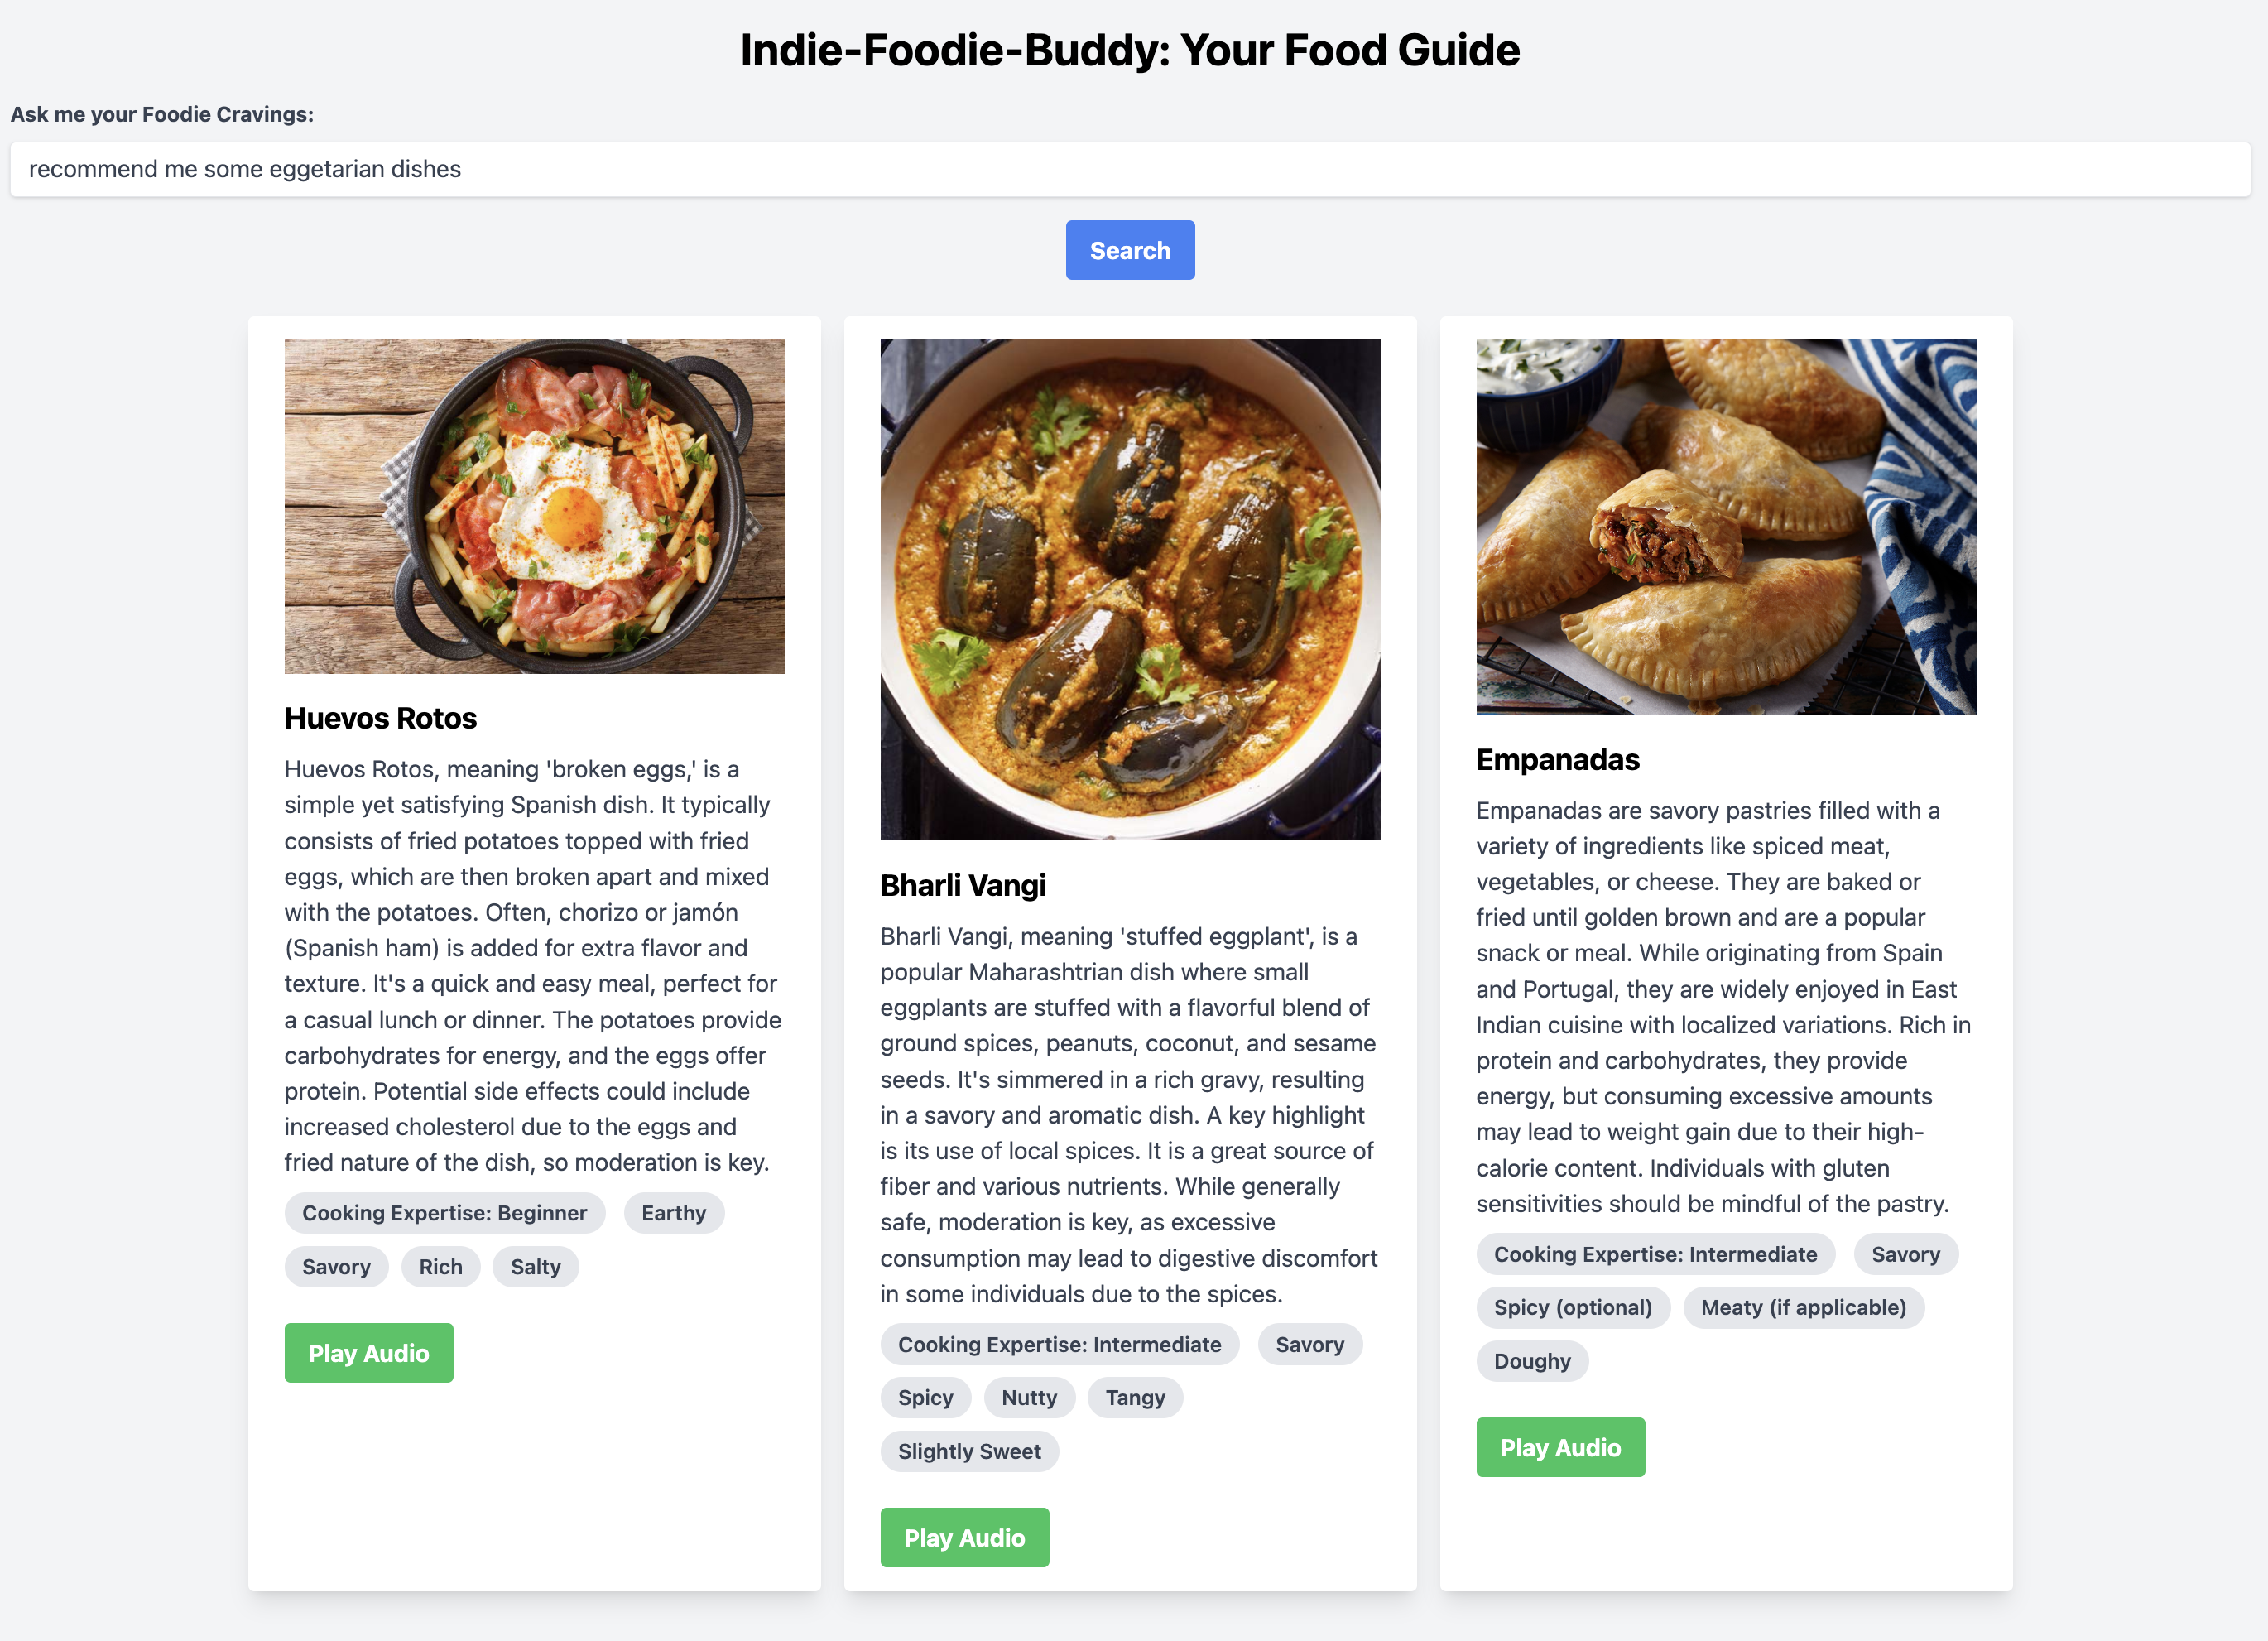 Indie-Foodie-Buddy: Your Food Guide
Ask me your Foodie Cravings:
recommend me some eggetarian dishes
Search
Huevos Rotos
Huevos Rotos, meaning 'broken eggs,' is a
simple yet satisfying Spanish dish. It typically
consists of fried potatoes topped with fried
eggs, which are then broken apart and mixed
with the potatoes. Often, chorizo or jamón
(Spanish ham) is added for extra flavor and
texture. It's a quick and easy meal, perfect for
a casual lunch or dinner. The potatoes provide
carbohydrates for energy, and the eggs offer
protein. Potential side effects could include
increased cholesterol due to the eggs and
fried nature of the dish, so moderation is key.
Cooking Expertise: Beginner Earthy
Savory Rich Salty
Play Audio
Bharli Vangi
Bharli Vangi, meaning 'stuffed eggplant', is a
popular Maharashtrian dish where small
eggplants are stuffed with a flavorful blend of
ground spices, peanuts, coconut, and sesame
seeds. It's simmered in a rich gravy, resulting
in a savory and aromatic dish. A key highlight
is its use of local spices. It is a great source of
fiber and various nutrients. While generally
safe, moderation is key, as excessive
consumption may lead to digestive discomfort
in some individuals due to the spices.
Cooking Expertise: Intermediate Savory
Spicy Nutty Tangy
Slightly Sweet
Play Audio
Empanadas
Empanadas are savory pastries filled with a
variety of ingredients like spiced meat,
vegetables, or cheese. They are baked or
fried until golden brown and are a popular
snack or meal. While originating from Spain
and Portugal, they are widely enjoyed in East
Indian cuisine with localized variations. Rich in
protein and carbohydrates, they provide
energy, but consuming excessive amounts
may lead to weight gain due to their high-
calorie content. Individuals with gluten
sensitivities should be mindful of the pastry.
Cooking Expertise: Intermediate Savory
Spicy (optional) Meaty (if applicable)
Doughy
Play Audio